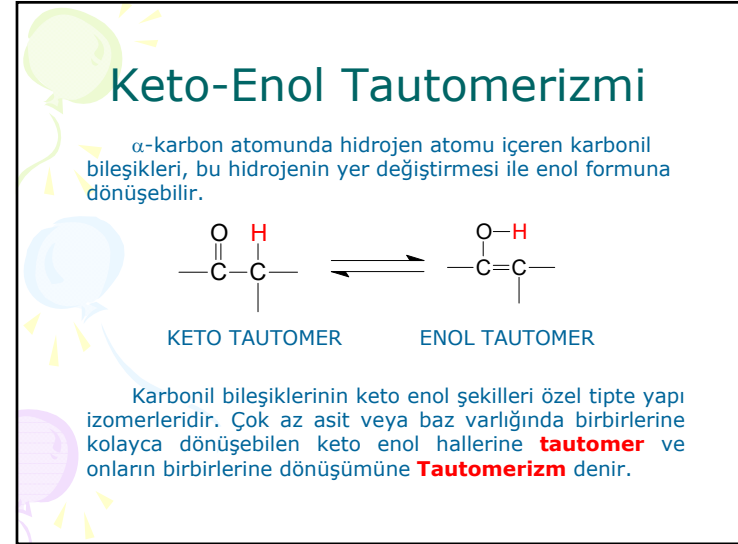 Keto-Enol Tautomerizmi
α-karbon atomunda hidrojen atomu içeren karbonil
bileşikleri, bu hidrojenin yer değiştirmesi ile enol formuna
dönüşebilir.
O H
C C
O H
C C
KETO TAUTOMER
ENOL TAUTOMER
Karbonil bileşiklerinin keto enol şekilleri özel tipte yapı
izomerleridir. Çok az asit veya baz varlığında birbirlerine
kolayca dönüşebilen keto enol hallerine tautomer ve
onların birbirlerine dönüşümüne Tautomerizm denir.